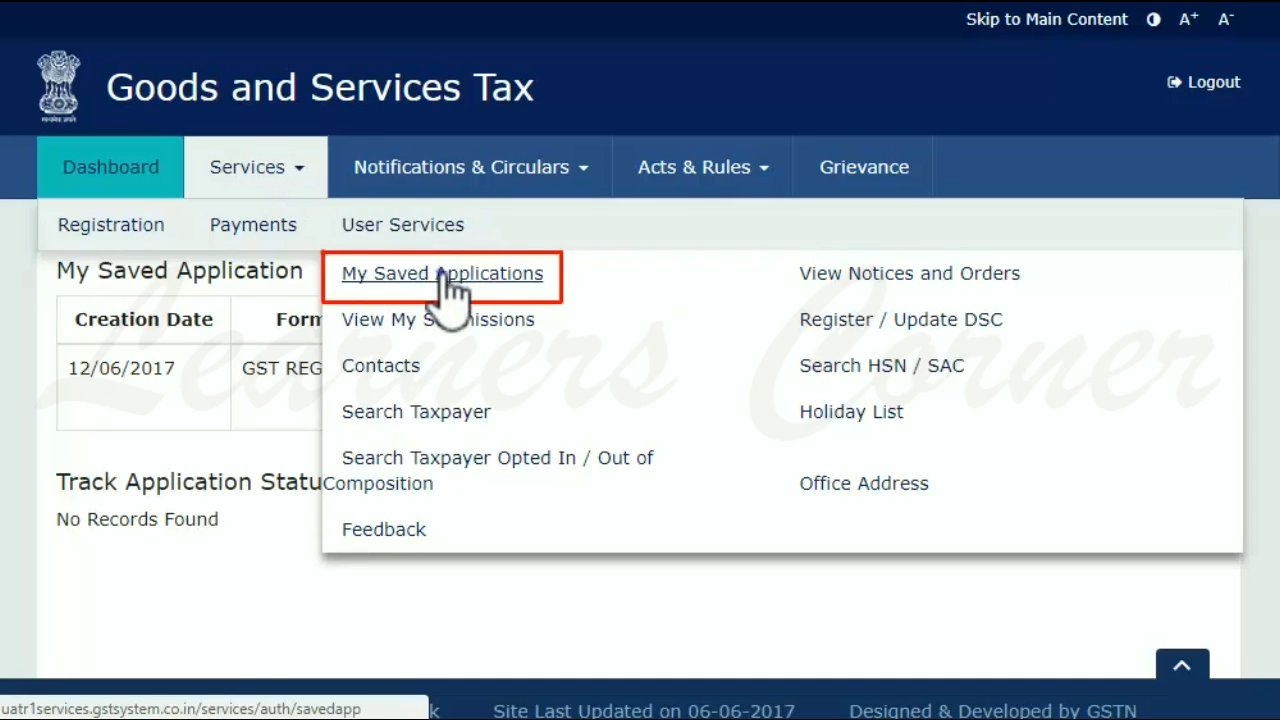 Skip to Main Content A+ A-
Goods and Services Tax
Logout
Dashboard Services Notifications & Circulars Acts & Rules Grievance
Registration Payments User Services
My Saved Application
My Saved Applications View Notices and Orders
Creation Date Form
View My Submissions Register / Update DSC
12/06/2017 GST REG
Contacts Search HSN / SAC
Learners Corner
Search Taxpayer Holiday List
Search Taxpayer Opted In / Out of
Track Application Statu
Composition Office Address
No Records Found
Feedback
uatr1services.gstsystem.co.in/services/auth/savedapp
Site Last Updated on 06-06-2017 Designed & Developed by GSTN